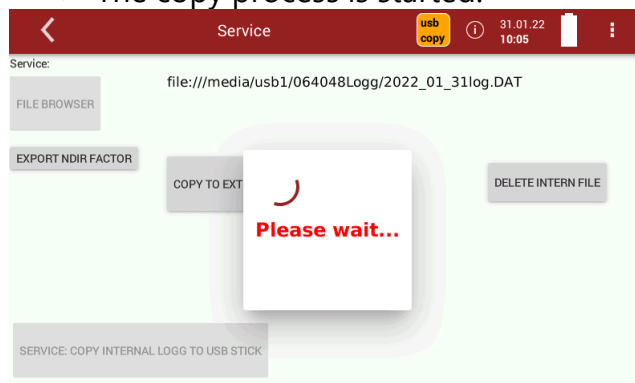 The copy process is started.
Service
usb
copy
31.01.22
10:05
Service:
file:///media/usb1/064048Logg/2022_01_31log.DAT
FILE BROWSER
EXPORT NDIR FACTOR
COPY TO EXT
DELETE INTERN FILE
Please wait...
SERVICE: COPY INTERNAL LOGG TO USB STICK